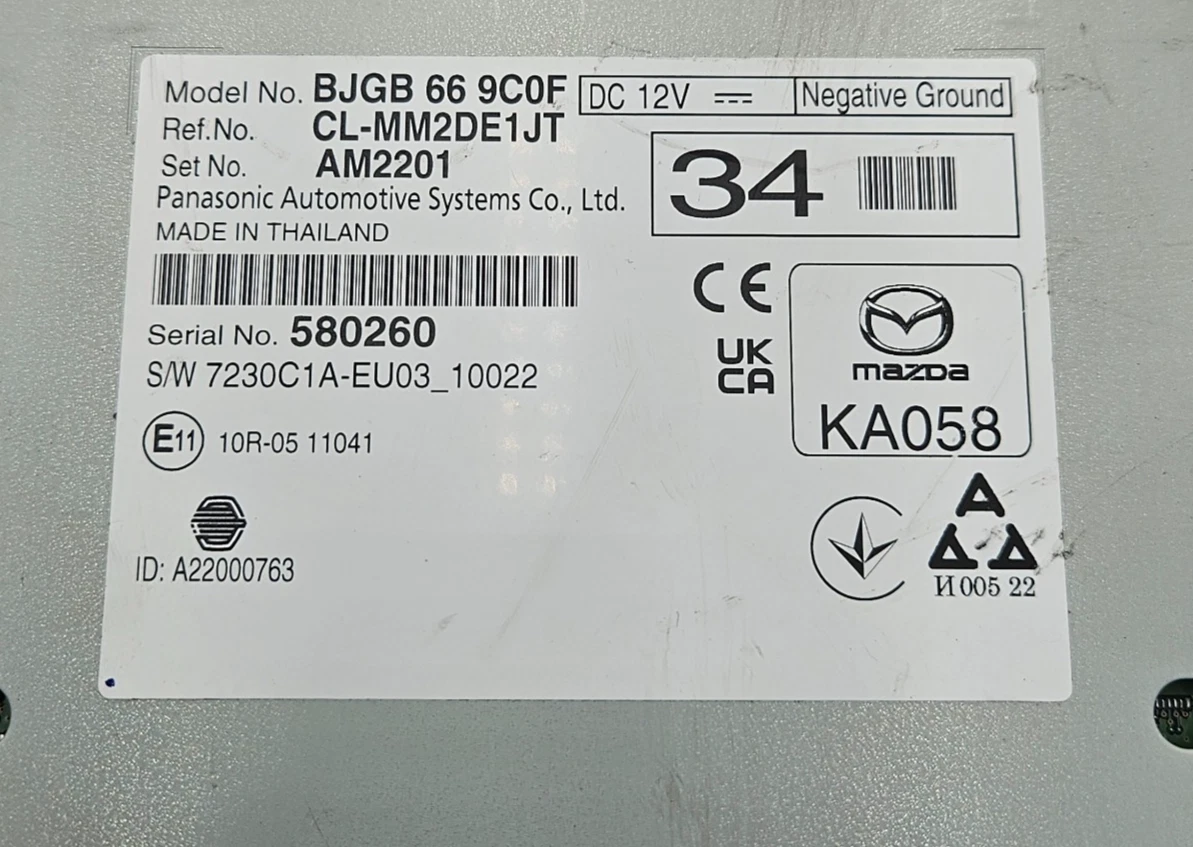 Model No. BJGB 66 9C0F
DC 12V
Negative Ground
Ref.No. CL-MM2DE1JT
Set No. AM2201
34
Panasonic Automotive Systems Co., Ltd.
MADE IN THAILAND
Serial No. 580260
S/W 7230C1A-EU03_10022
CE
UK
CA
mazda
KA058
E11 10R-05 11041
ID: A22000763
И 005 22